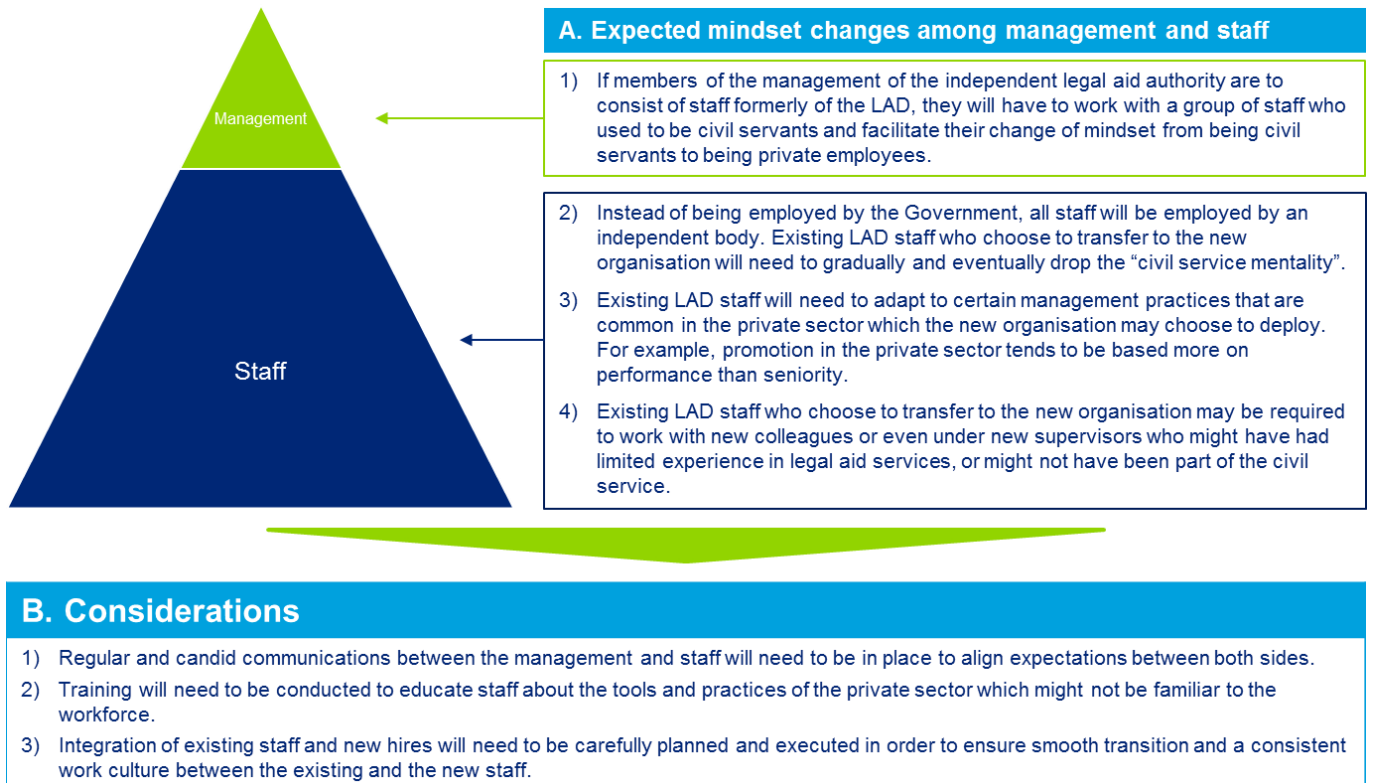 Management
Staff
A. Expected mindset changes among management and staff
1) If members of the management of the independent legal aid authority are to
consist of staff formerly of the LAD, they will have to work with a group of staff who
used to be civil servants and facilitate their change of mindset from being civil
servants to being private employees.
2) Instead of being employed by the Government, all staff will be employed by an
independent body. Existing LAD staff who choose to transfer to the new
organisation will need to gradually and eventually drop the “civil service mentality”.
3) Existing LAD staff will need to adapt to certain management practices that are
common in the private sector which the new organisation may choose to deploy.
For example, promotion in the private sector tends to be based more on
performance than seniority.
4) Existing LAD staff who choose to transfer to the new organisation may be required
to work with new colleagues or even under new supervisors who might have had
limited experience in legal aid services, or might not have been part of the civil
service.
B. Considerations
1) Regular and candid communications between the management and staff will need to be in place to align expectations between both sides.
2) Training will need to be conducted to educate staff about the tools and practices of the private sector which might not be familiar to the
workforce.
3) Integration of existing staff and new hires will need to be carefully planned and executed in order to ensure smooth transition and a consistent
work culture between the existing and the new staff.